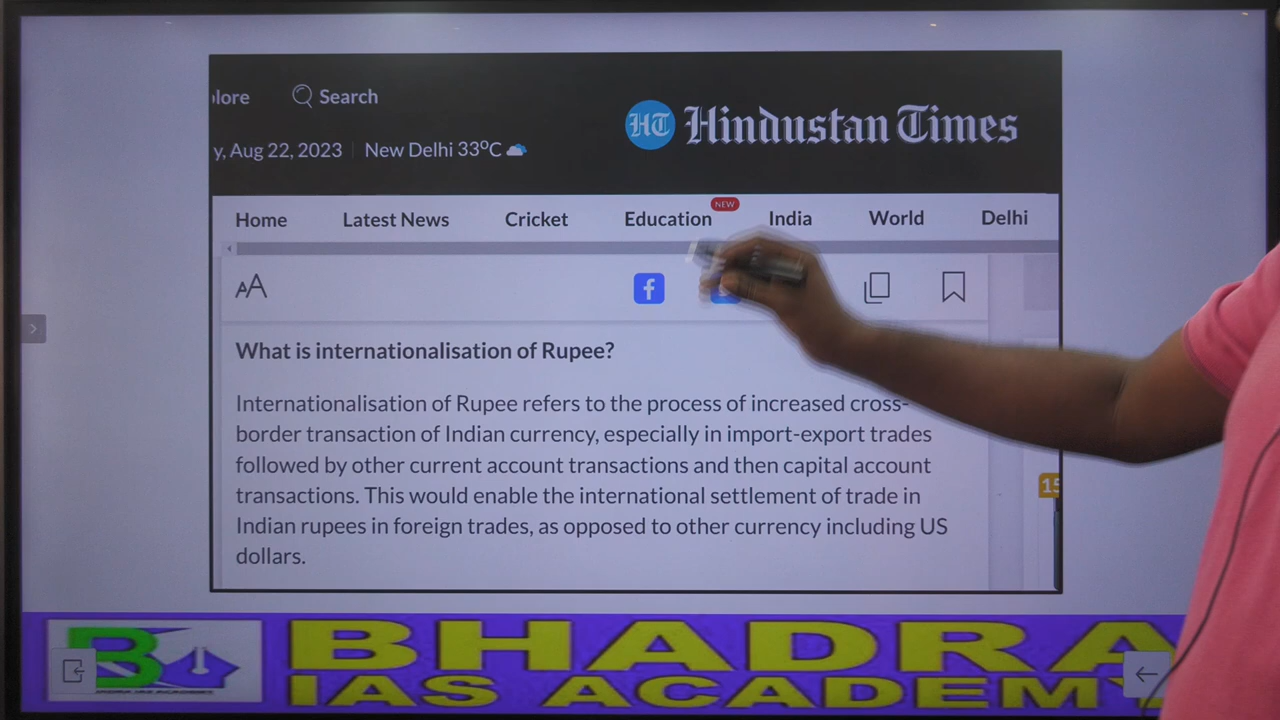 Search
Hindustan Times
HT
y, Aug 22, 2023 New Delhi 33°C
Home Latest News Cricket Education NEW India World Delhi
AA
f
What is internationalisation of Rupee?
Internationalisation of Rupee refers to the process of increased cross-
border transaction of Indian currency, especially in import-export trades
followed by other current account transactions and then capital account
transactions. This would enable the international settlement of trade in
Indian rupees in foreign trades, as opposed to other currency including US
dollars.
15
BHADRA
IAS ACADEMY
B